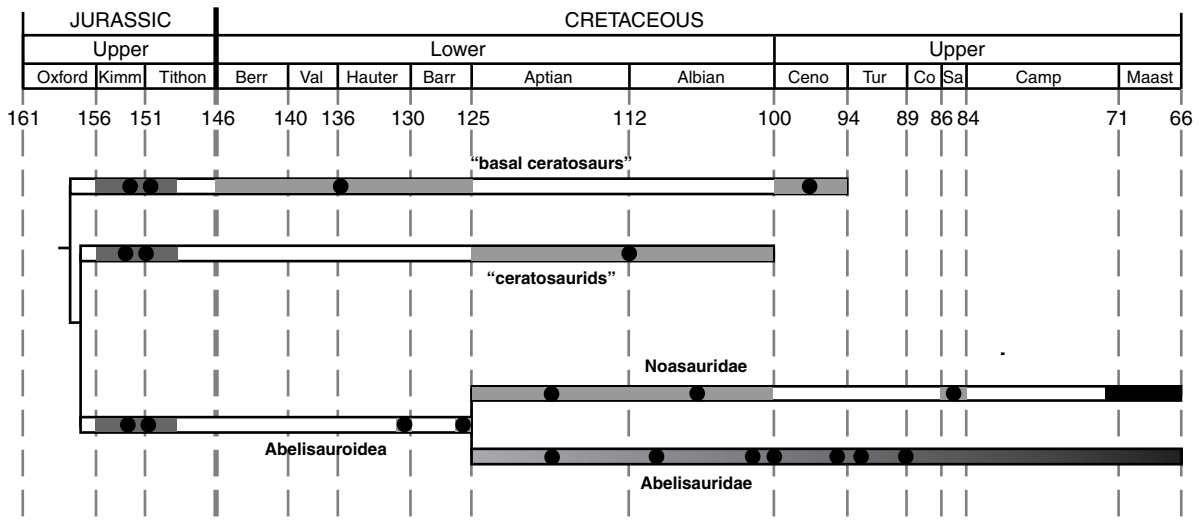 JURASSIC CRETACEOUS
Upper Lower Upper
Oxford Kimm Tithon Berr Val Hauter Barr Aptian Albian Ceno Tur Co Sa Camp Maast
161 156 151 146 140 136 130 125 112 100 94 89 86 84 71 66
“basal ceratosaurs”
“ceratosaurids”
Noasauridae
Abelisauroidea
Abelisauridae